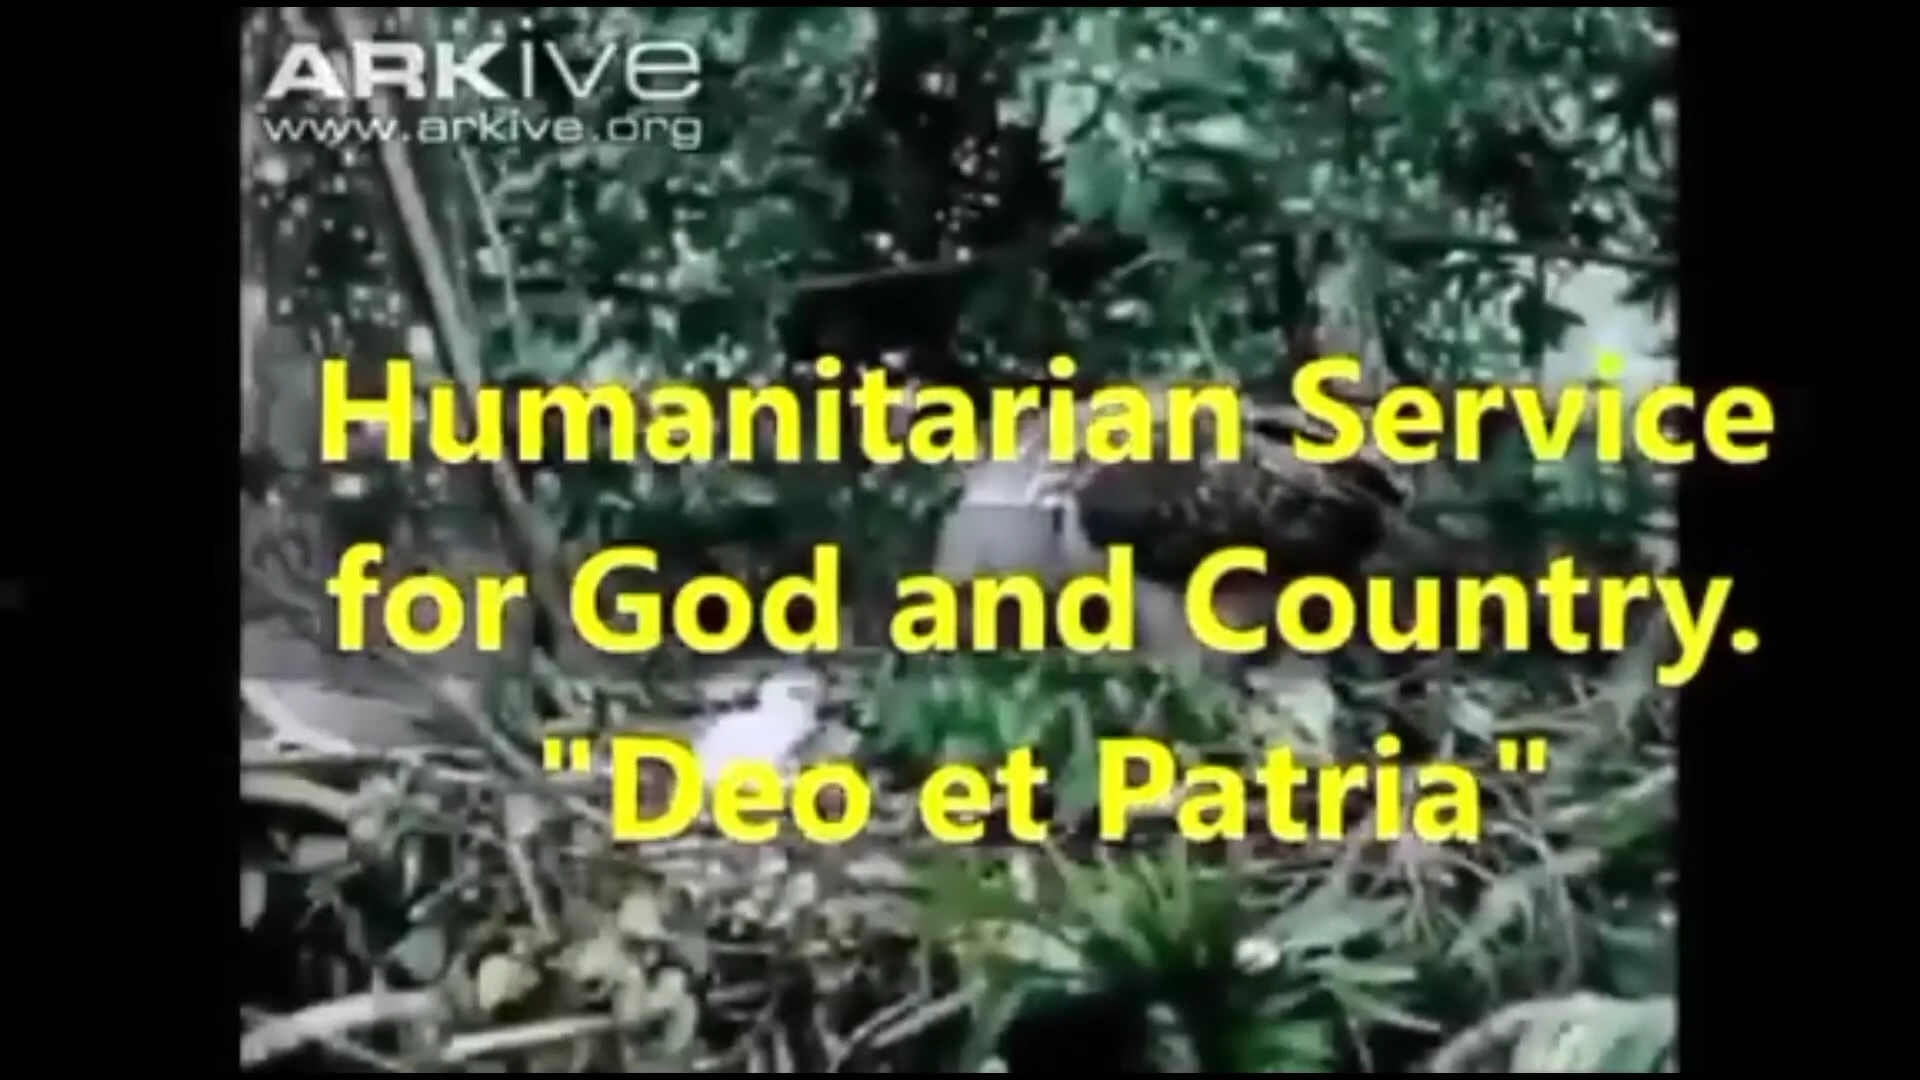 ARKive
www.arkive.org
Humanitarian Service
for God and Country.
"Deo et Patria"